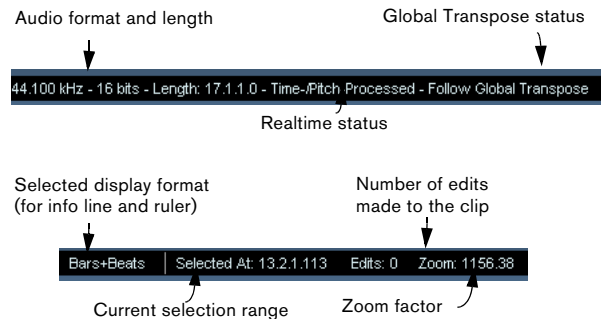 Audio format and length
Global Transpose status
44.100 kHz - 16 bits - Length: 17.1.1.0 - Time-/Pitch Processed - Follow Global Transpose
Realtime status
Selected display format
(for info line and ruler)
Number of edits
made to the clip
Bars+Beats Selected At: 13.2.1.113 Edits: 0 Zoom: 1156.38
Current selection range
Zoom factor